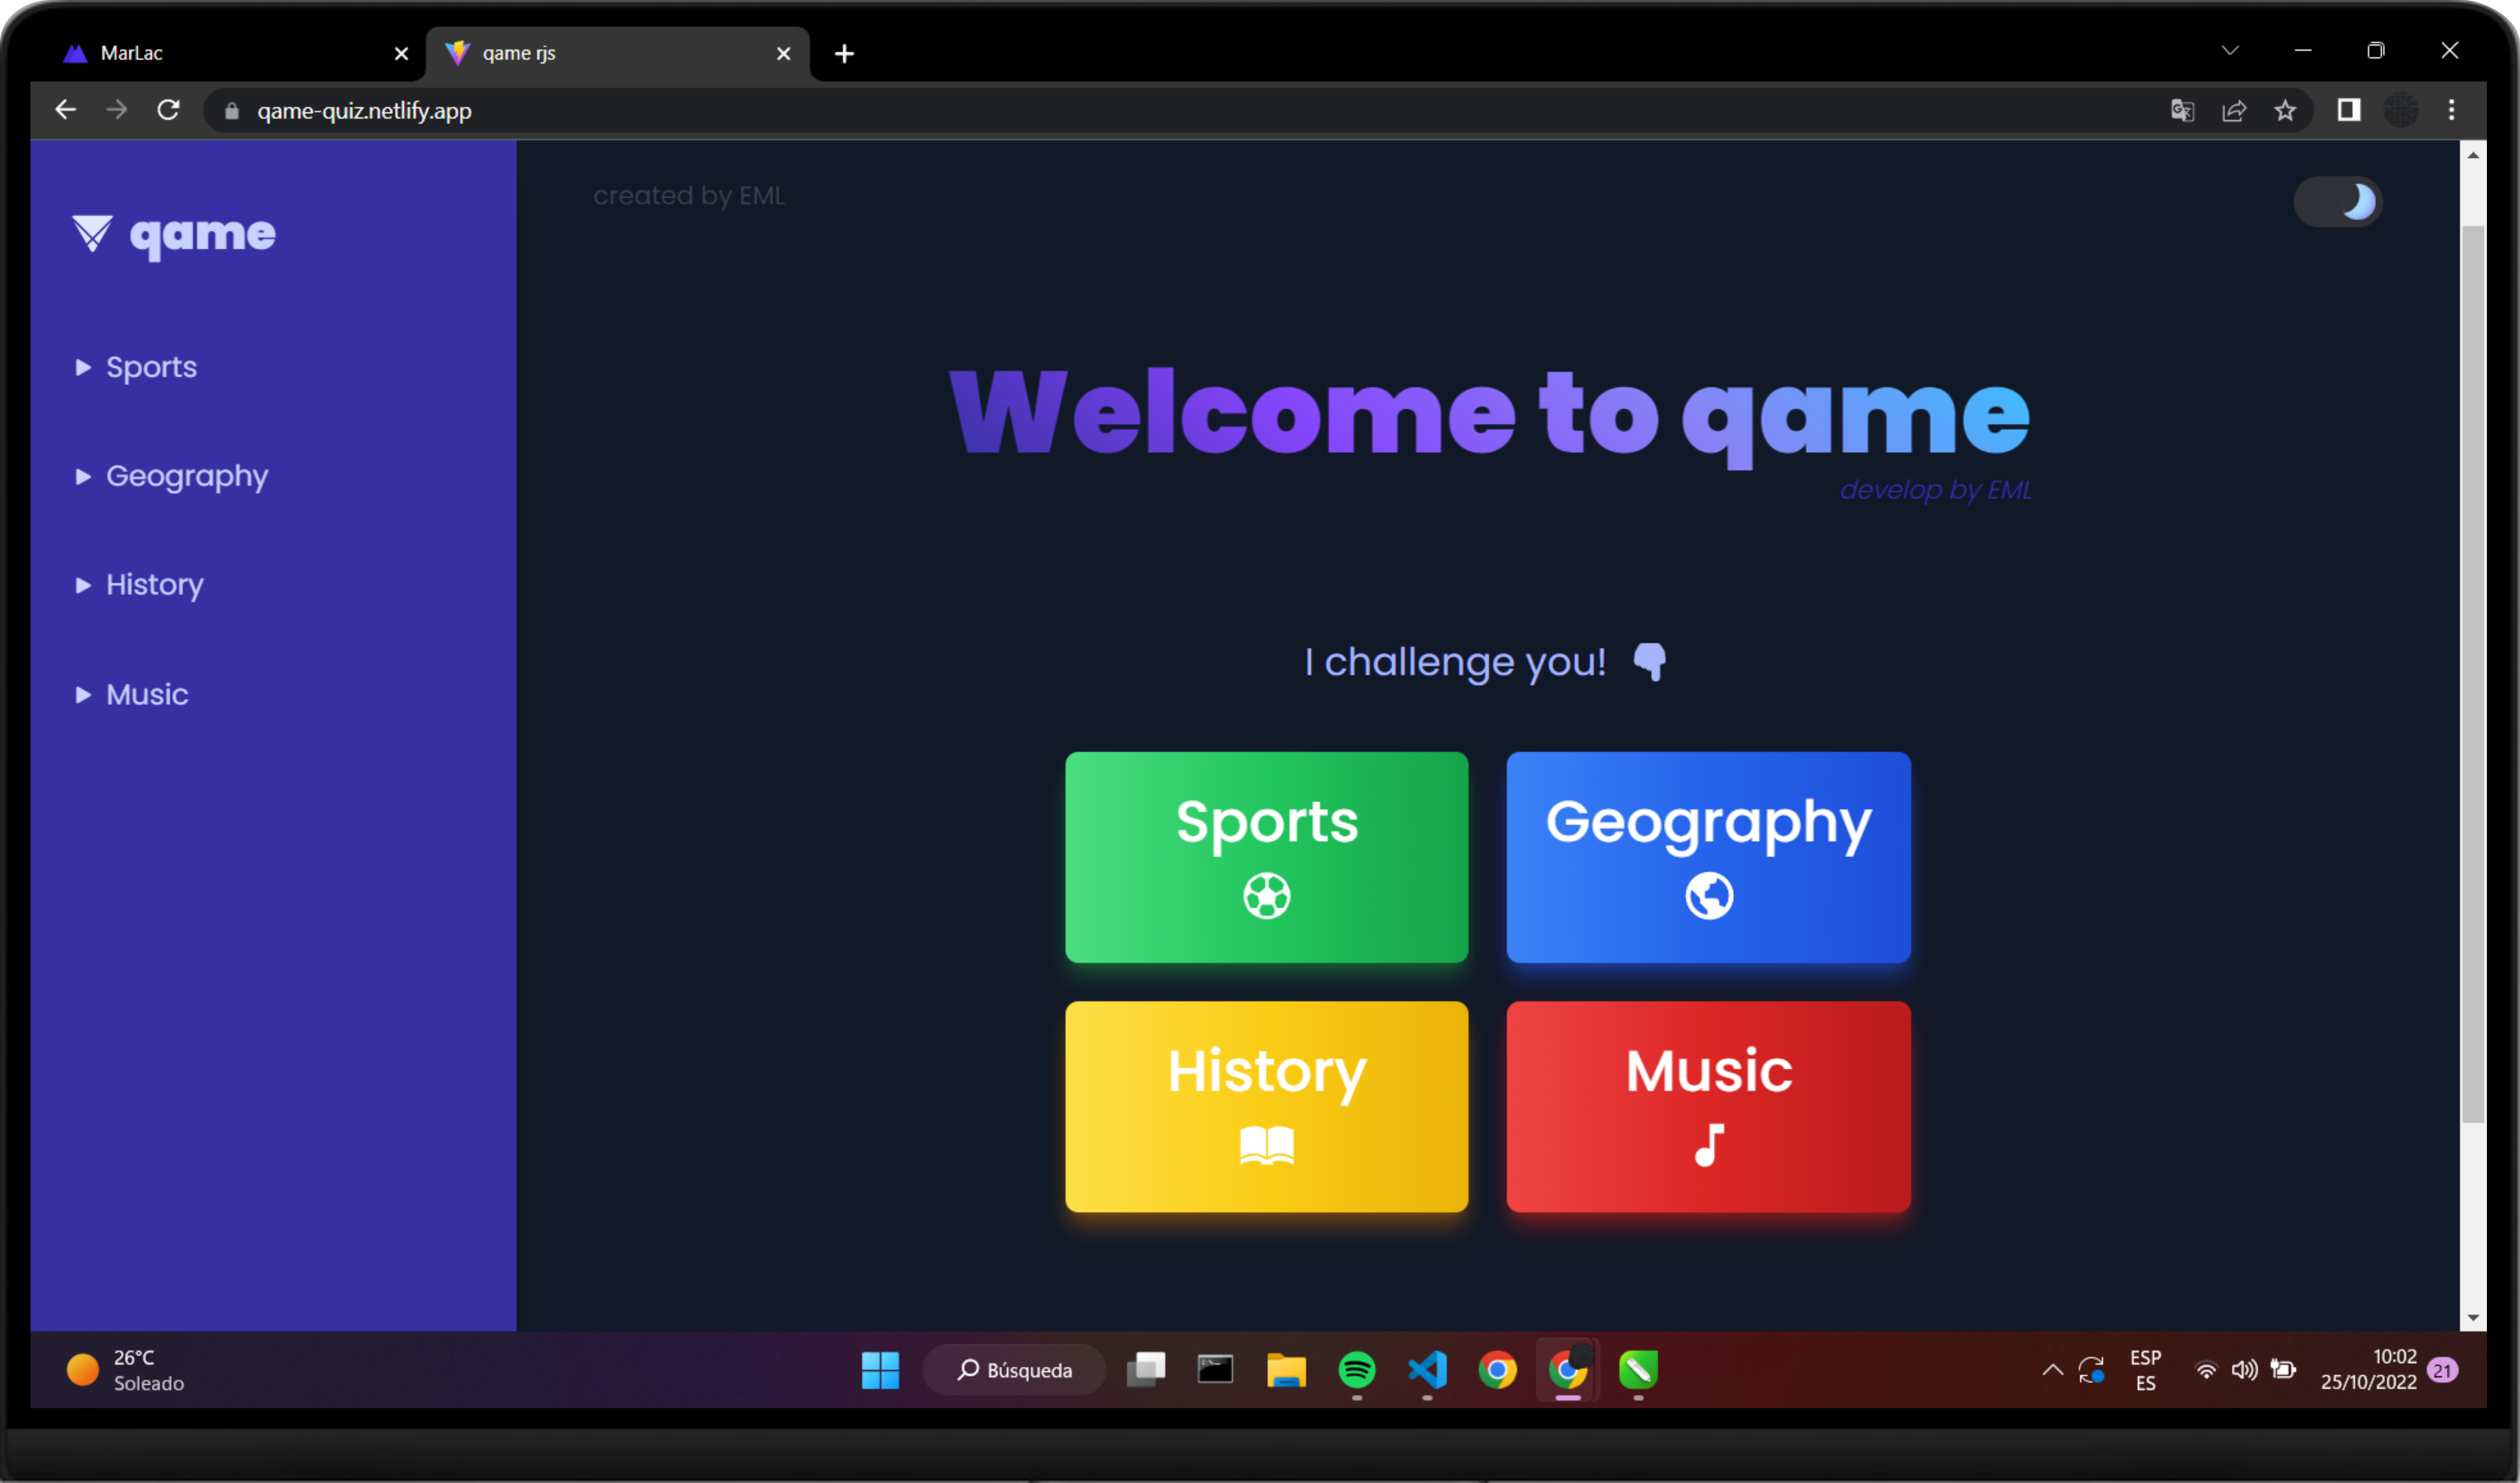 MarLac
qame rjs
qame-quiz.netlify.app
qame
Sports
Geography
History
Music
created by EML
Welcome to qame
develop by EML
I challenge you!
Sports
Geography
History
Music
26°C
Soleado
Búsqueda
ESP
ES
10:02
25/10/2022
21